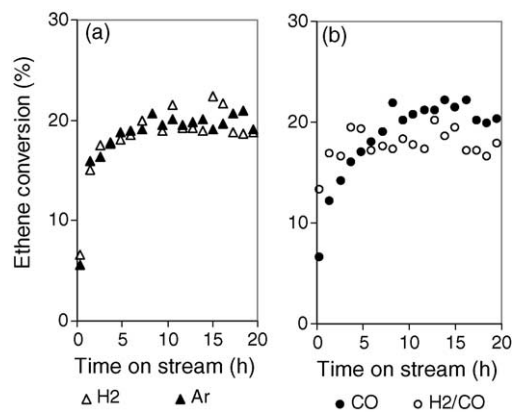 (a)
(b)
Ethene conversion (%)
30
20
10
0
0 5 10 15 20
Time on stream (h)
△ H2 ▲ Ar
30
20
10
0
0 5 10 15 20
Time on stream (h)
● CO ○ H2/CO